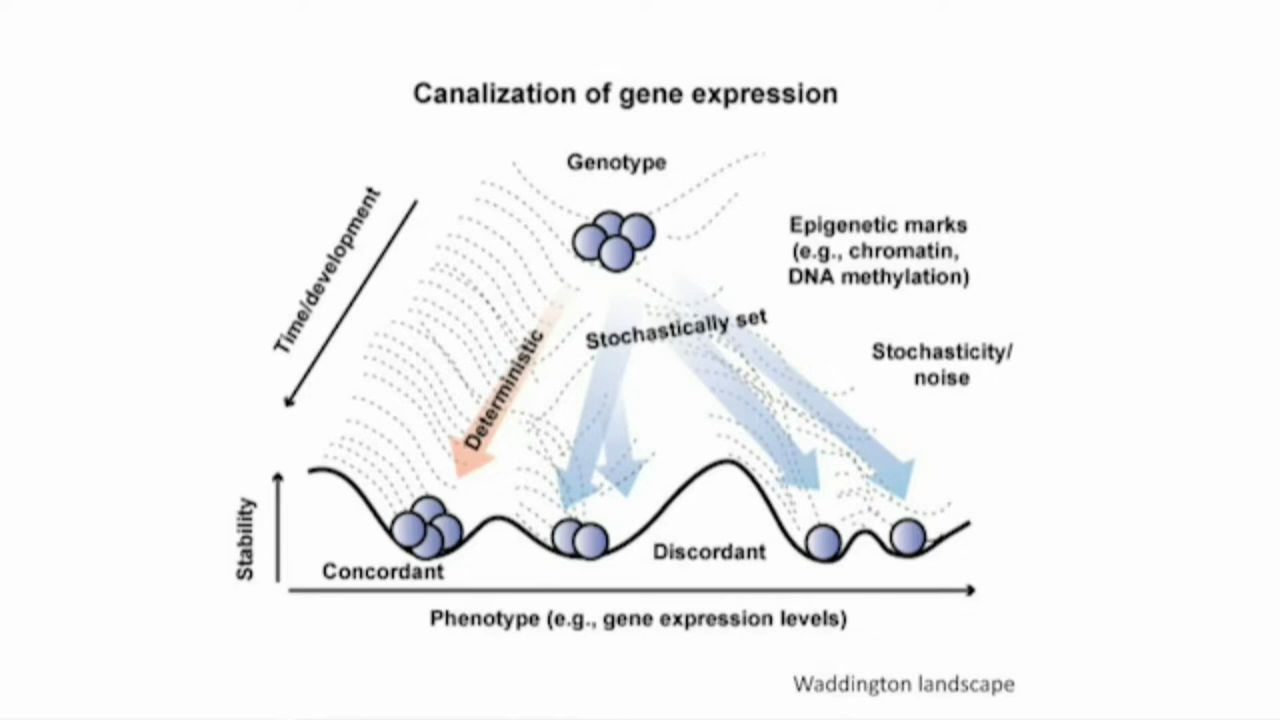 Canalization of gene expression
Genotype
Time/development
Epigenetic marks
(e.g., chromatin,
DNA methylation)
Stochastically set
Deterministic
Stochasticity/
noise
Stability
Discordant
Concordant
Phenotype (e.g., gene expression levels)
Waddington landscape